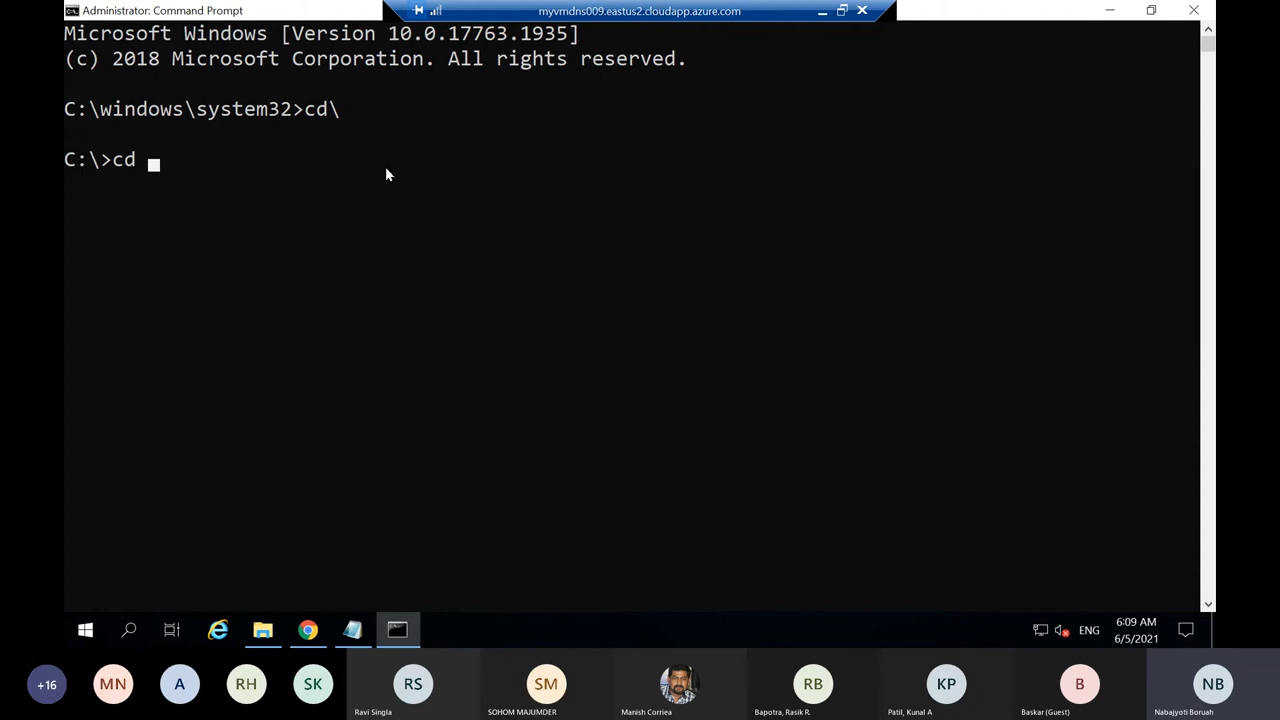 Administrator: Command Prompt
myvmdns009.eastus2.cloudapp.azure.com
Microsoft Windows [Version 10.0.17763.1935]
(c) 2018 Microsoft Corporation. All rights reserved.
C:\windows\system32>cd\
C:\>cd
ENG
6:09 AM
6/5/2021
+16
MN
A
RH
SK
RS
SM
RB
KP
B
NB
Ravi Singla
SOHOM MAJUMDER
Manish Corriea
Bapotra, Rasik R.
Patil, Kunal A
Baskar (Guest)
Nabajyoti Boruah